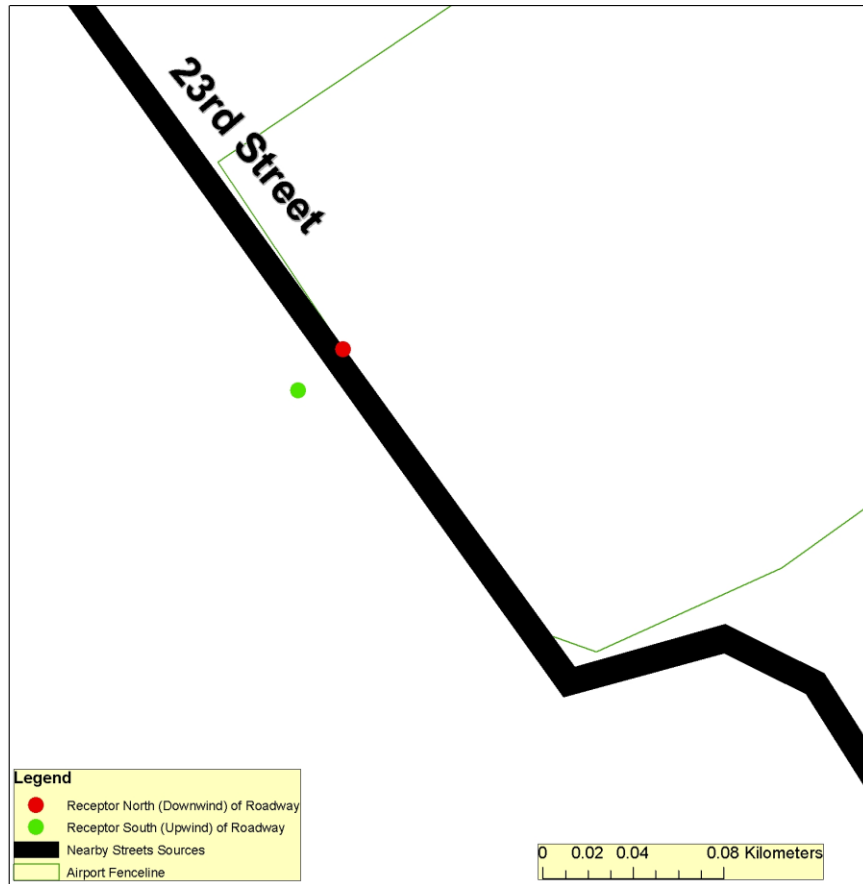 23rd Street
Legend
Receptor North (Downwind) of Roadway
Receptor South (Upwind) of Roadway
Nearby Streets Sources
Airport Fenceline
0 0.02 0.04 0.08 Kilometers